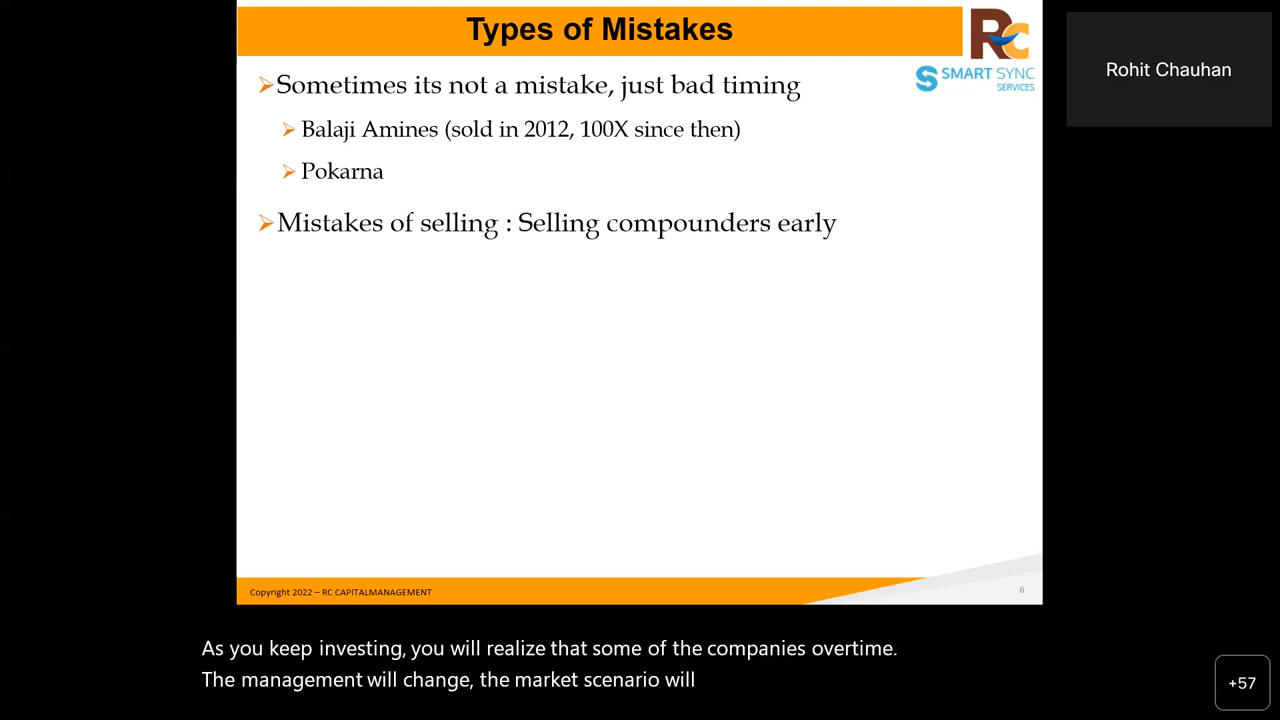 Types of Mistakes
Rc
SMART SYNC
SERVICES
Rohit Chauhan
Sometimes its not a mistake, just bad timing
Balaji Amines (sold in 2012, 100X since then)
Pokarna
Mistakes of selling : Selling compounders early
Copyright 2022 – RC CAPITALMANAGEMENT
6
As you keep investing, you will realize that some of the companies overtime.
The management will change, the market scenario will
+57